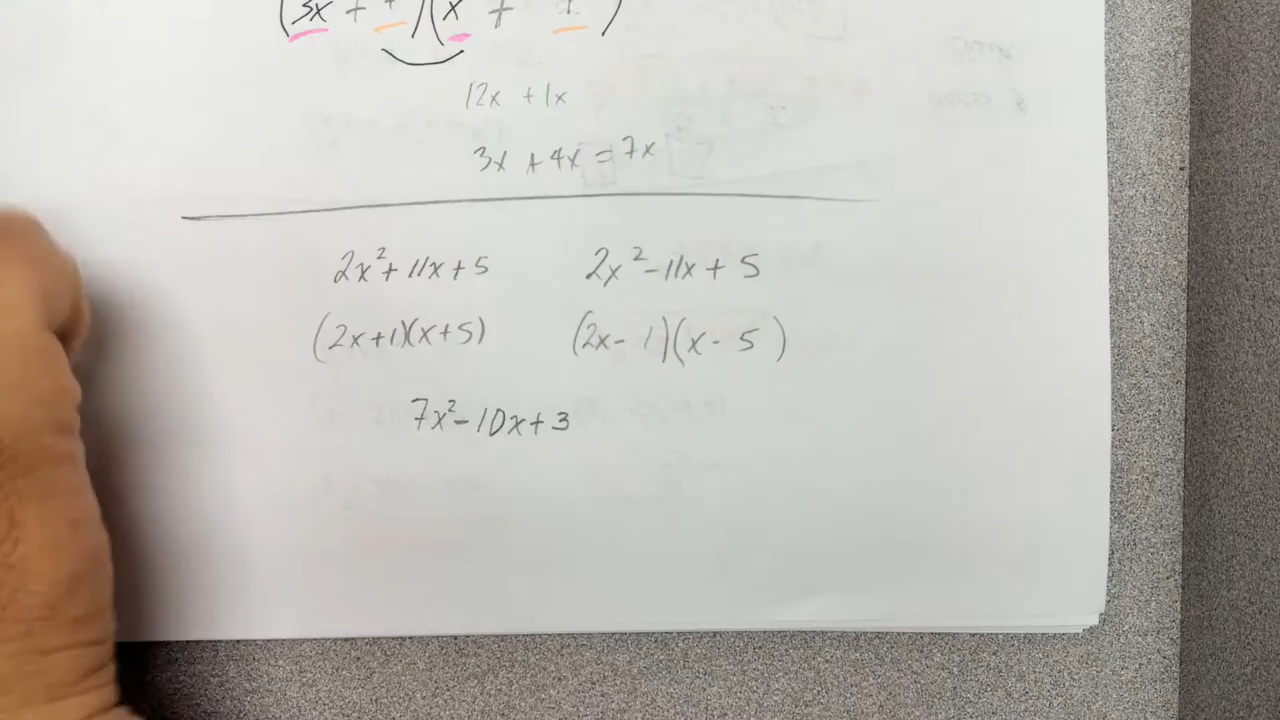 (3x + )(x + )
12x + 1x
3x + 4x = 7x
2x²+ 11x + 5 2x² - 11x + 5
(2x+1)(x+5) (2x - 1)(x - 5)
7x² - 10x + 3